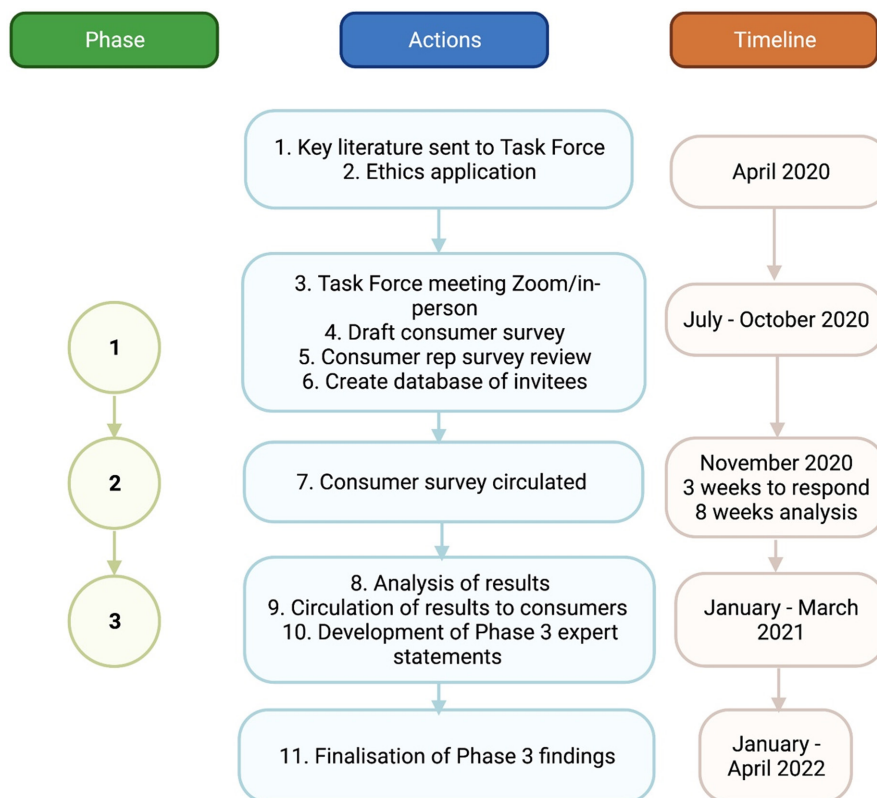 Phase
Actions
Timeline
1. Key literature sent to Task Force
2. Ethics application
April 2020
1
3. Task Force meeting Zoom/in-
person
4. Draft consumer survey
5. Consumer rep survey review
6. Create database of invitees
July - October 2020
2
7. Consumer survey circulated
November 2020
3 weeks to respond
8 weeks analysis
3
8. Analysis of results
9. Circulation of results to consumers
10. Development of Phase 3 expert
statements
January - March
2021
11. Finalisation of Phase 3 findings
January -
April 2022